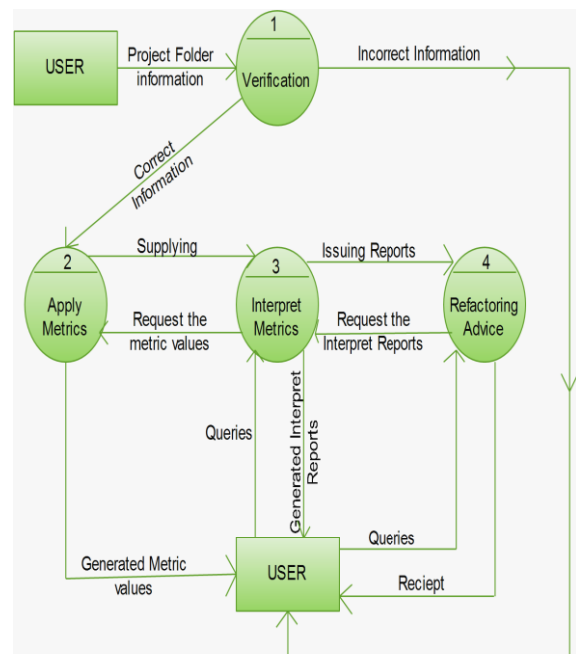 1
USER
Project Folder
information
Verification
Incorrect Information
Correct
Information
2
Apply
Metrics
Supplying
3
Interpret
Metrics
Issuing Reports
4
Refactoring
Advice
Request the
metric values
Request the
Interpret Reports
Queries
Generated Interpret
Reports
Generated Metric
values
USER
Queries
Reciept